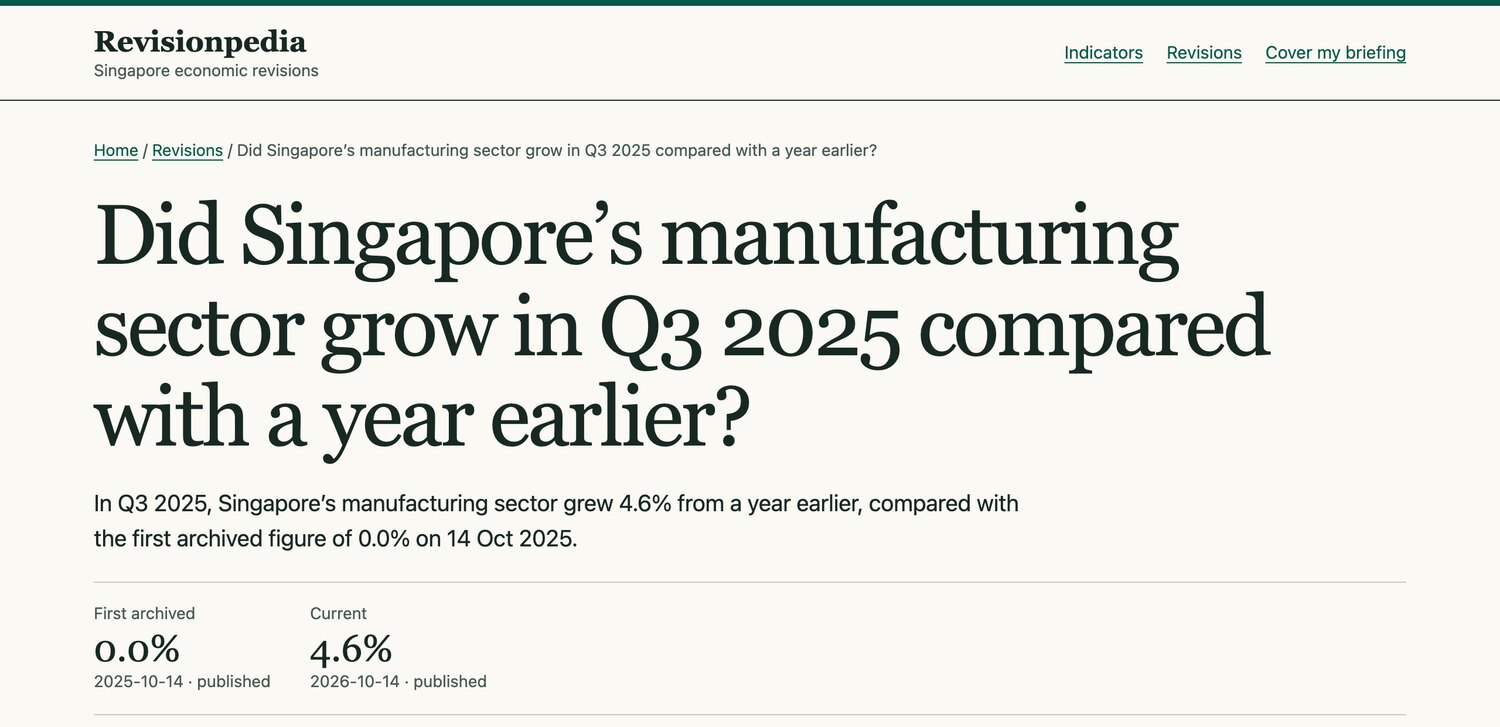 Revisionpedia
Singapore economic revisions
Indicators Revisions Cover my briefing
Home / Revisions / Did Singapore’s manufacturing sector grow in Q3 2025 compared with a year earlier?
Did Singapore’s manufacturing
sector grow in Q3 2025 compared
with a year earlier?
In Q3 2025, Singapore’s manufacturing sector grew 4.6% from a year earlier, compared with
the first archived figure of 0.0% on 14 Oct 2025.
First archived
0.0%
2025-10-14 · published
Current
4.6%
2026-10-14 · published